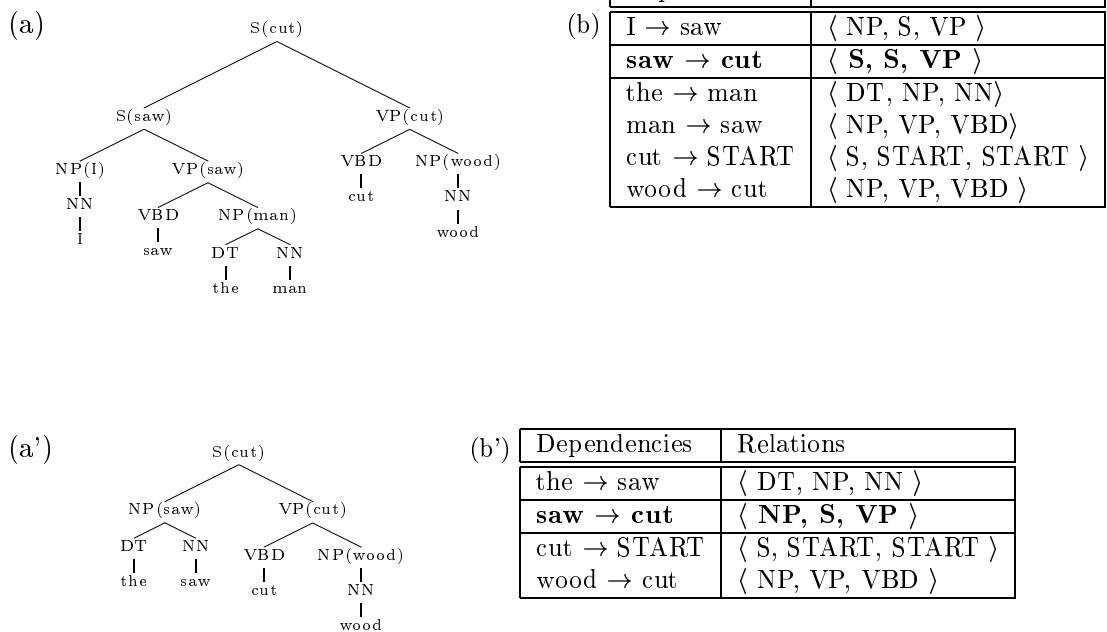 (a)
S(cut)
S(saw) VP(cut)
NP(I) VP(saw) VBD NP(wood)
NN VBD NP(man) cut NN
I saw DT NN wood
the man
(b)
I → saw ⟨ NP, S, VP ⟩
saw → cut ⟨ S, S, VP ⟩
the → man ⟨ DT, NP, NN⟩
man → saw ⟨ NP, VP, VBD⟩
cut → START ⟨ S, START, START ⟩
wood → cut ⟨ NP, VP, VBD ⟩
(a')
S(cut)
NP(saw) VP(cut)
DT NN VBD NP(wood)
the saw cut NN
wood
(b')
Dependencies Relations
the → saw ⟨ DT, NP, NN ⟩
saw → cut ⟨ NP, S, VP ⟩
cut → START ⟨ S, START, START ⟩
wood → cut ⟨ NP, VP, VBD ⟩